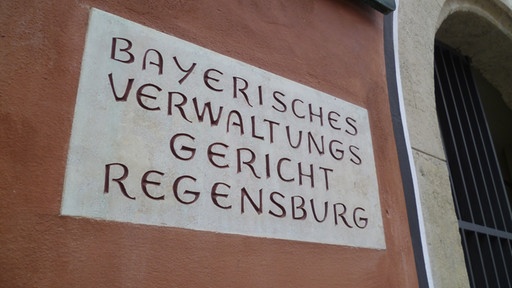 BAYERISCHES
VERWALTUNGS
GERICHT
REGENSBURG